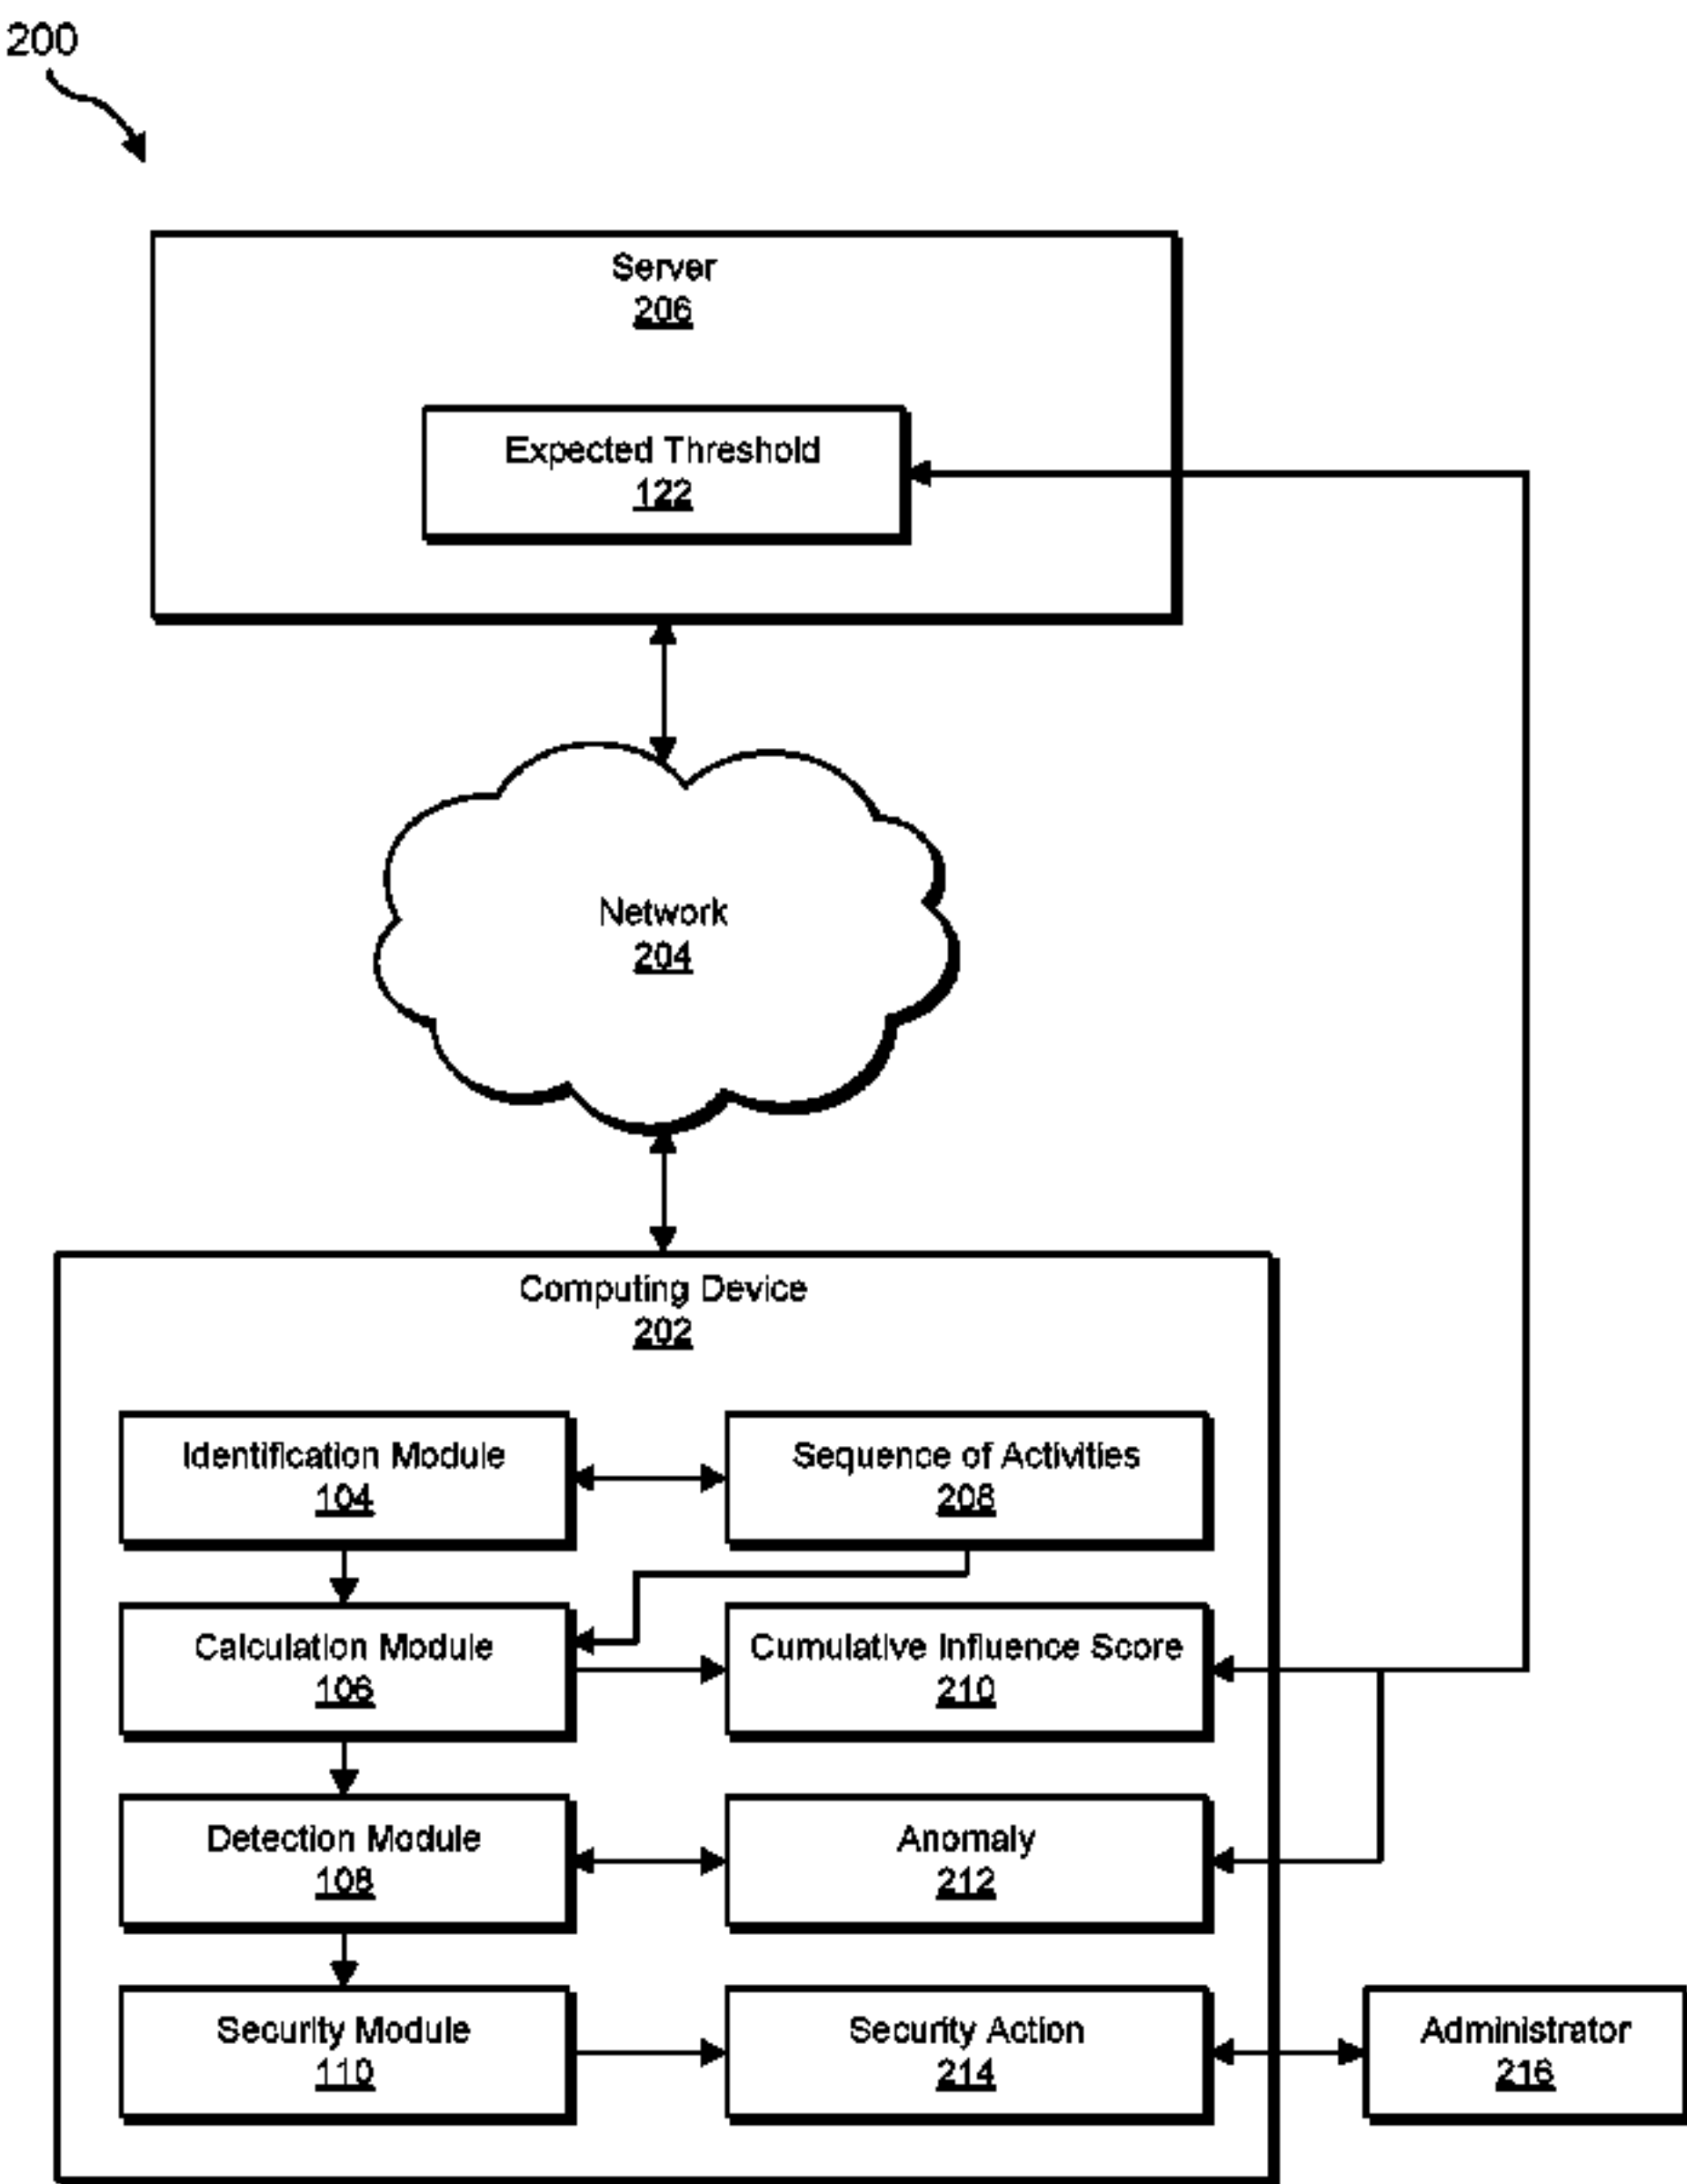 200
Server
206
Expected Threshold
122
Network
204
Computing Device
202
Identification Module
104
Sequence of Activities
208
Calculation Module
106
Cumulative Influence Score
210
Detection Module
108
Anomaly
212
Security Module
110
Security Action
214
Administrator
216